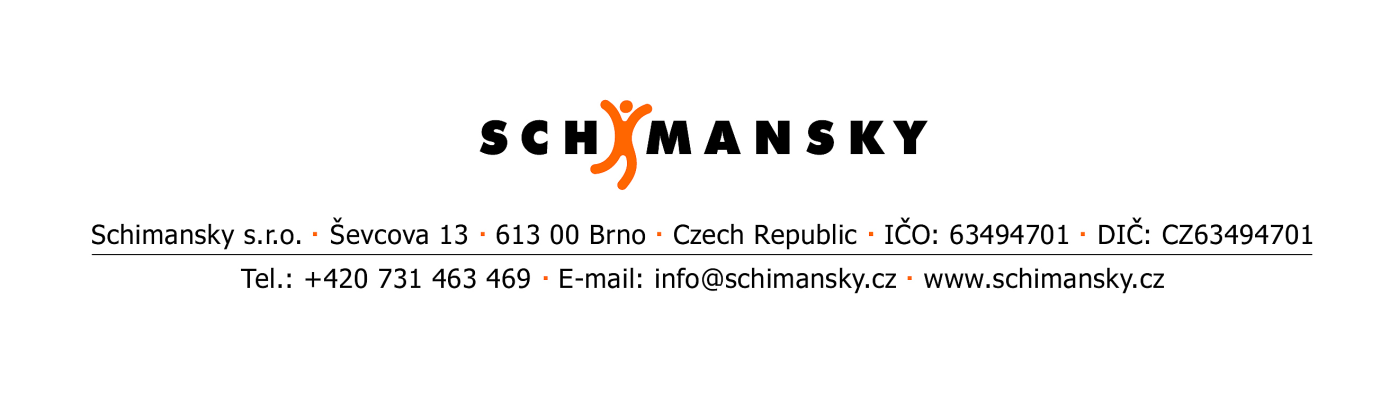 SCHIMANSKY
Schimansky s.r.o. · Ševcova 13 · 613 00 Brno · Czech Republic · IČO: 63494701 · DIČ: CZ63494701
Tel.: +420 731 463 469 · E-mail: info@schimansky.cz · www.schimansky.cz